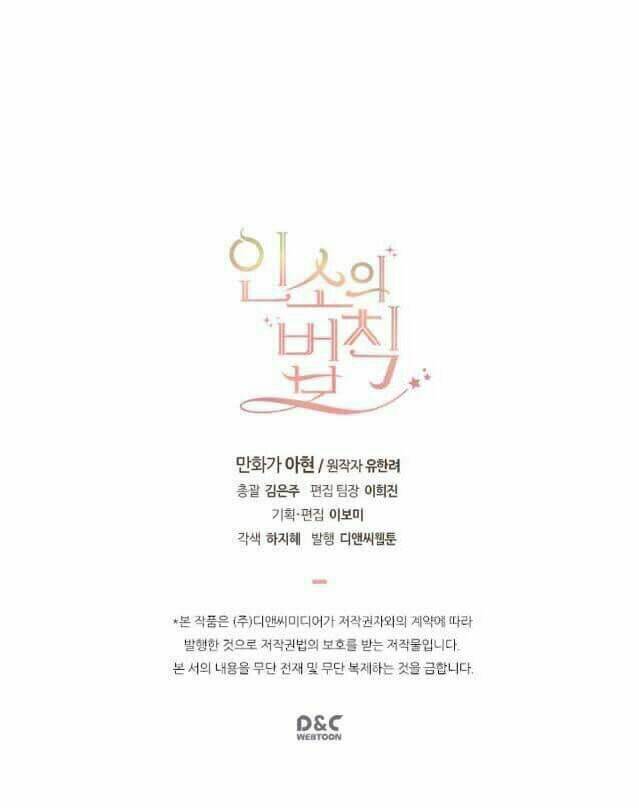 인소의
법칙
만화가 아현 / 원작자 유한려
총괄 김은주 편집 팀장 이희진
기획·편집 이보미
각색 하지혜 발행 디앤씨웹툰
*본 작품은 (주)디앤씨미디어가 저작권자와의 계약에 따라
발행한 것으로 저작권법의 보호를 받는 저작물입니다.
본 서의 내용을 무단 전재 및 무단 복제하는 것을 금합니다.
D&C
WEBTOON